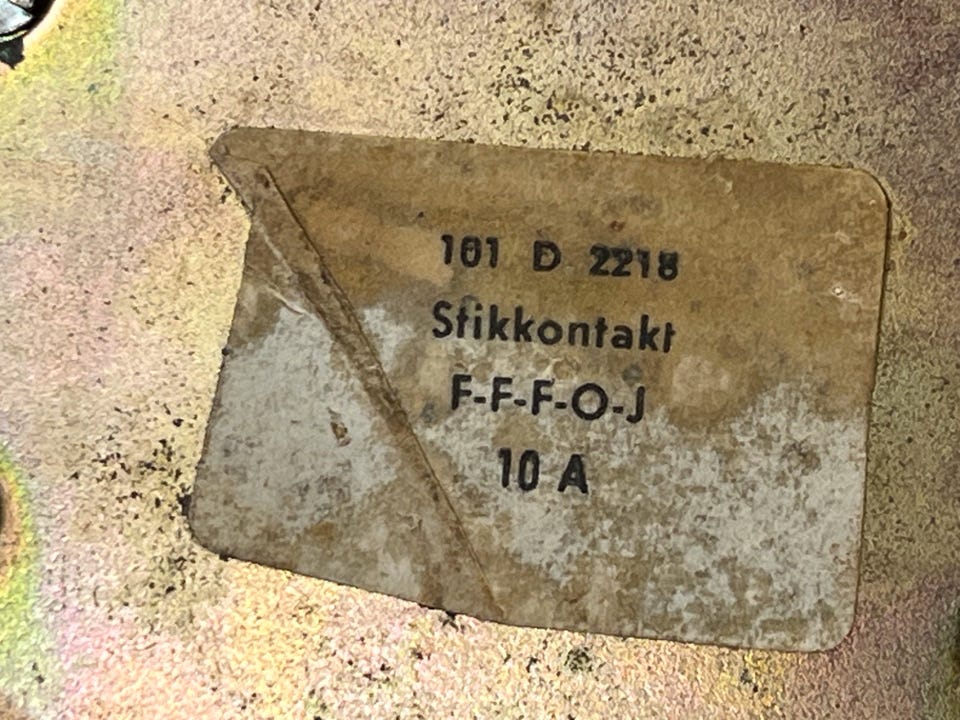 101 D 2218
Stikkontakt
F-F-F-O-J
10 A